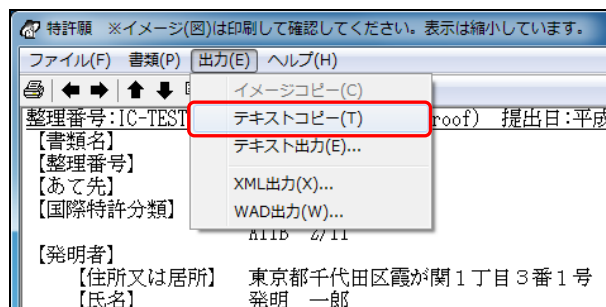 特許願 ※イメージ(図)は印刷して確認してください。表示は縮小しています。
ファイル(F) 書類(P) 出力(E) ヘルプ(H)
イメージコピー(C)
テキストコピー(T)
テキスト出力(E)...
XML出力(X)...
WAD出力(W)...
整理番号:IC-TEST roof) 提出日:平成
【書類名】
【整理番号】
【あて先】
【国際特許分類】
A11B 2/11
【発明者】
【住所又は居所】 東京都千代田区霞が関1丁目3番1号
【氏名】 発明 一郎